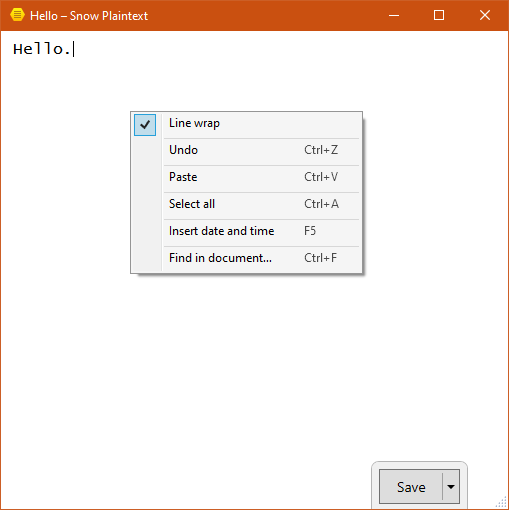 Hello – Snow Plaintext
Hello.
Line wrap
Undo Ctrl+Z
Paste Ctrl+V
Select all Ctrl+A
Insert date and time F5
Find in document... Ctrl+F
Save